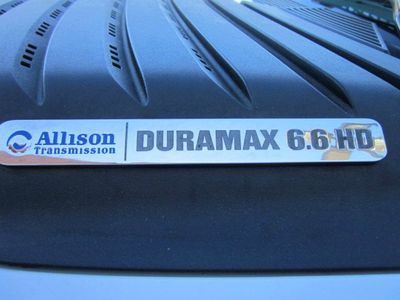 Allison
Transmission
DURAMAX 6.6 HD